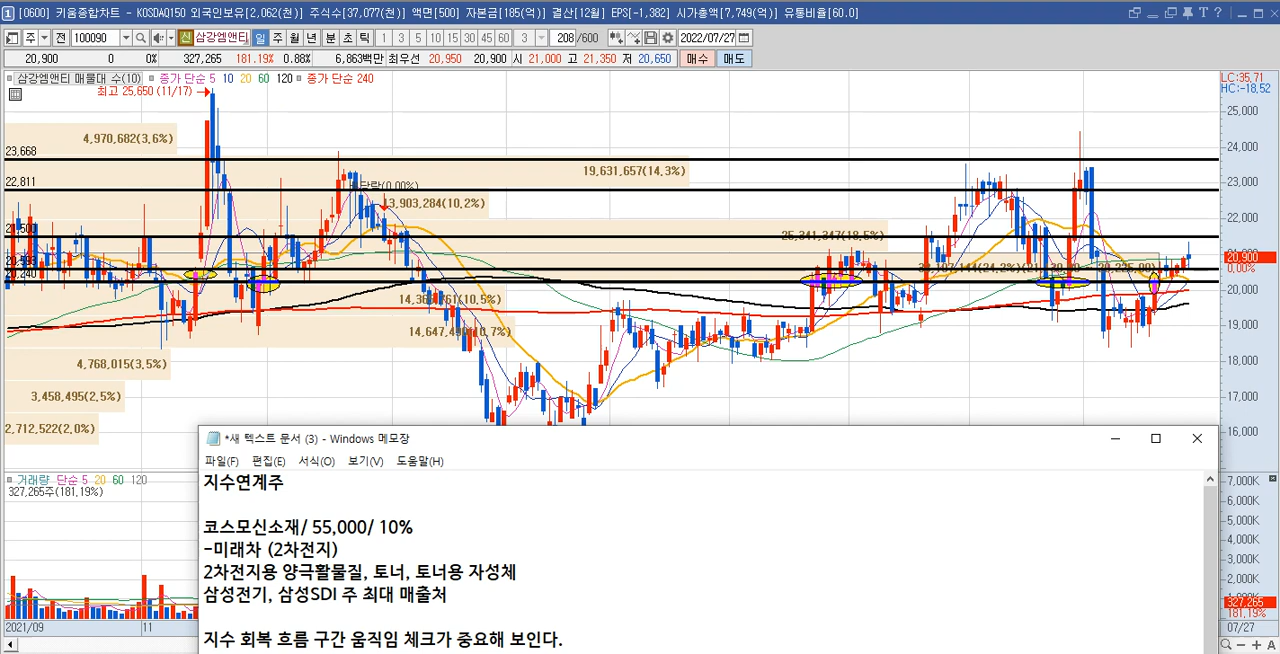 [0600] 키움종합차트 - KOSDAQ150 외국인보유[2,062(천)] 주식수[37,077(천)] 액면[500] 자본금[185(억)] 결산[12월] EPS[-1,382] 시가총액[7,749(억)] 유통비율[60.0]
주 전 100090 신 삼강엠앤티 일 주 월 년 분 초 틱 1 3 5 10 15 30 45 60 3 208 /600 2022/07/27
20,900 0 0% 327,265 181.19% 0.88% 6,863백만 최우선 20,950 20,900 시 21,000 고 21,350 저 20,650 매수 매도
삼강엠앤티 매물대 수(10) 종가 단순 5 10 20 60 120 종가 단순 240
LC:35.71
HC:-18.52
최고 25,650 (11/17)
25,000
4,970,682(3.6%)
24,000
23,668
19,631,657(14.3%)
23,000
22,811
13,903,284(10.2%)
22,000
25,341,347(18.5%)
20,900
0.00%
20,240
20,000
14,647,480(10.7%)
19,000
4,768,015(3.5%)
18,000
3,458,495(2.5%)
17,000
2,712,522(2.0%)
16,000
*새 텍스트 문서 (3) - Windows 메모장
파일(F) 편집(E) 서식(O) 보기(V) 도움말(H)
거래량 단순 5 20 60 120
327,265주(181.19%)
7,000K
6,000K
5,000K
4,000K
3,000K
2,000K
327,265
181.19%
2021/09 11 07/27
지수연계주
코스모신소재/ 55,000/ 10%
-미래차 (2차전지)
2차전지용 양극활물질, 토너, 토너용 자성체
삼성전기, 삼성SDI 주 최대 매출처
지수 회복 흐름 구간 움직임 체크가 중요해 보인다.